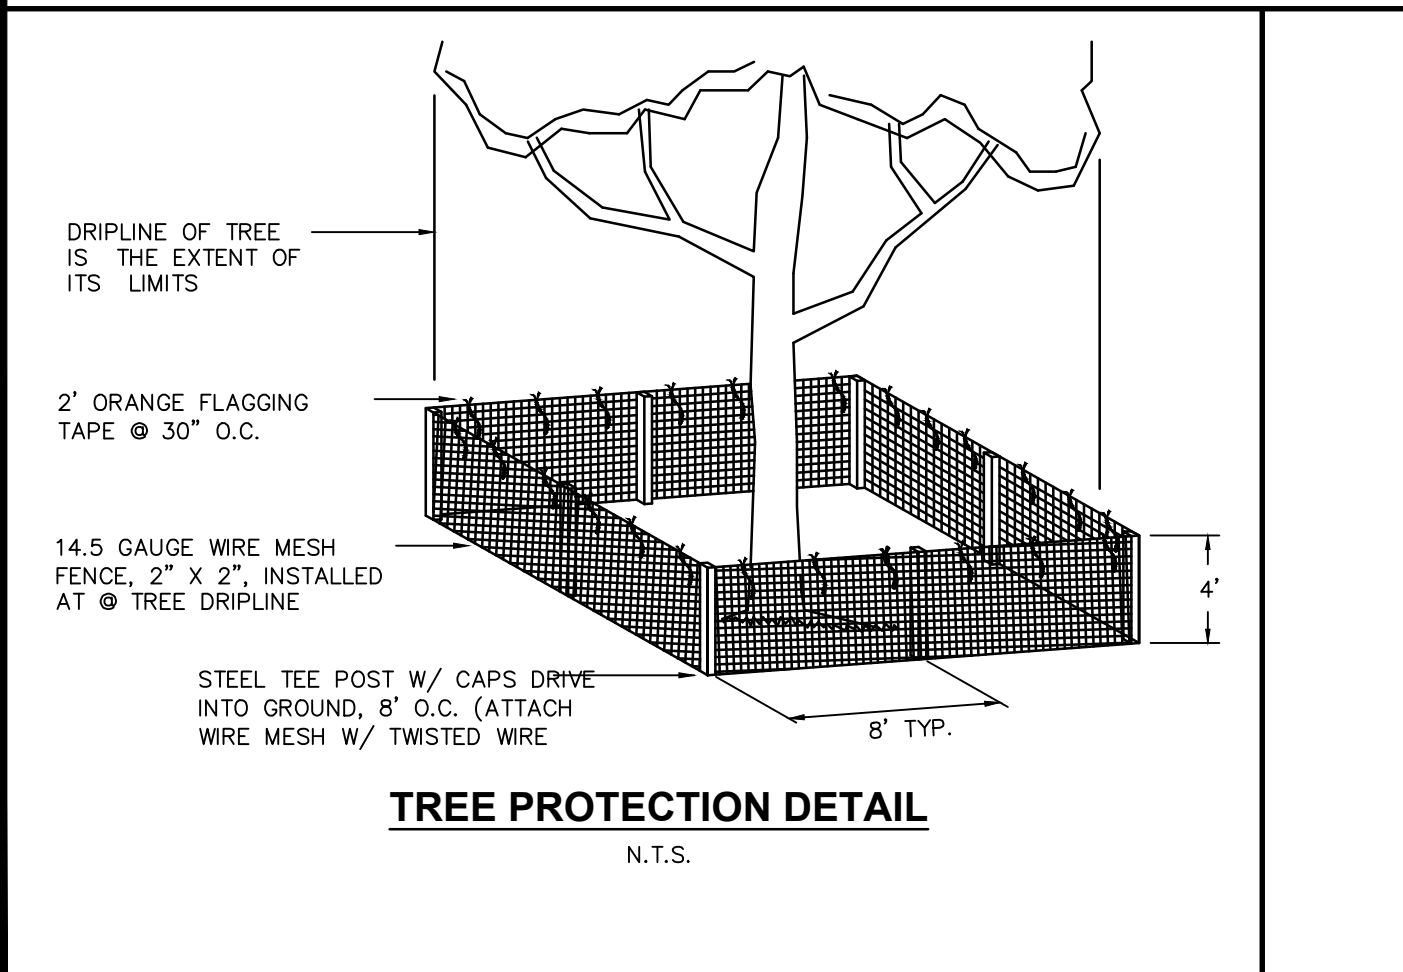 DRIPLINE OF TREE
IS THE EXTENT OF
ITS LIMITS
2' ORANGE FLAGGING
TAPE @ 30" O.C.
14.5 GAUGE WIRE MESH
FENCE, 2" X 2", INSTALLED
AT @ TREE DRIPLINE
4'
STEEL TEE POST W/ CAPS DRIVE
INTO GROUND, 8' O.C. (ATTACH
WIRE MESH W/ TWISTED WIRE
8' TYP.
TREE PROTECTION DETAIL
N.T.S.